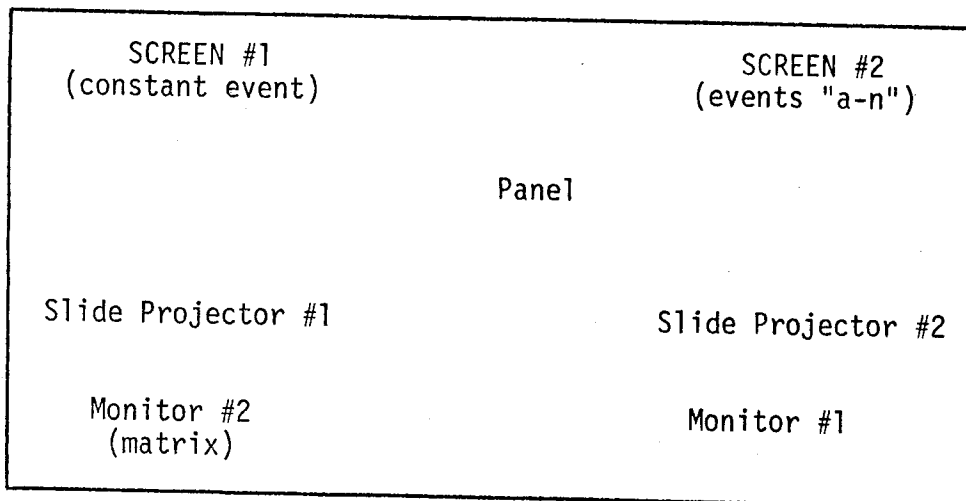 SCREEN #1
(constant event)
SCREEN #2
(events "a-n")
Panel
Slide Projector #1
Slide Projector #2
Monitor #2
(matrix)
Monitor #1